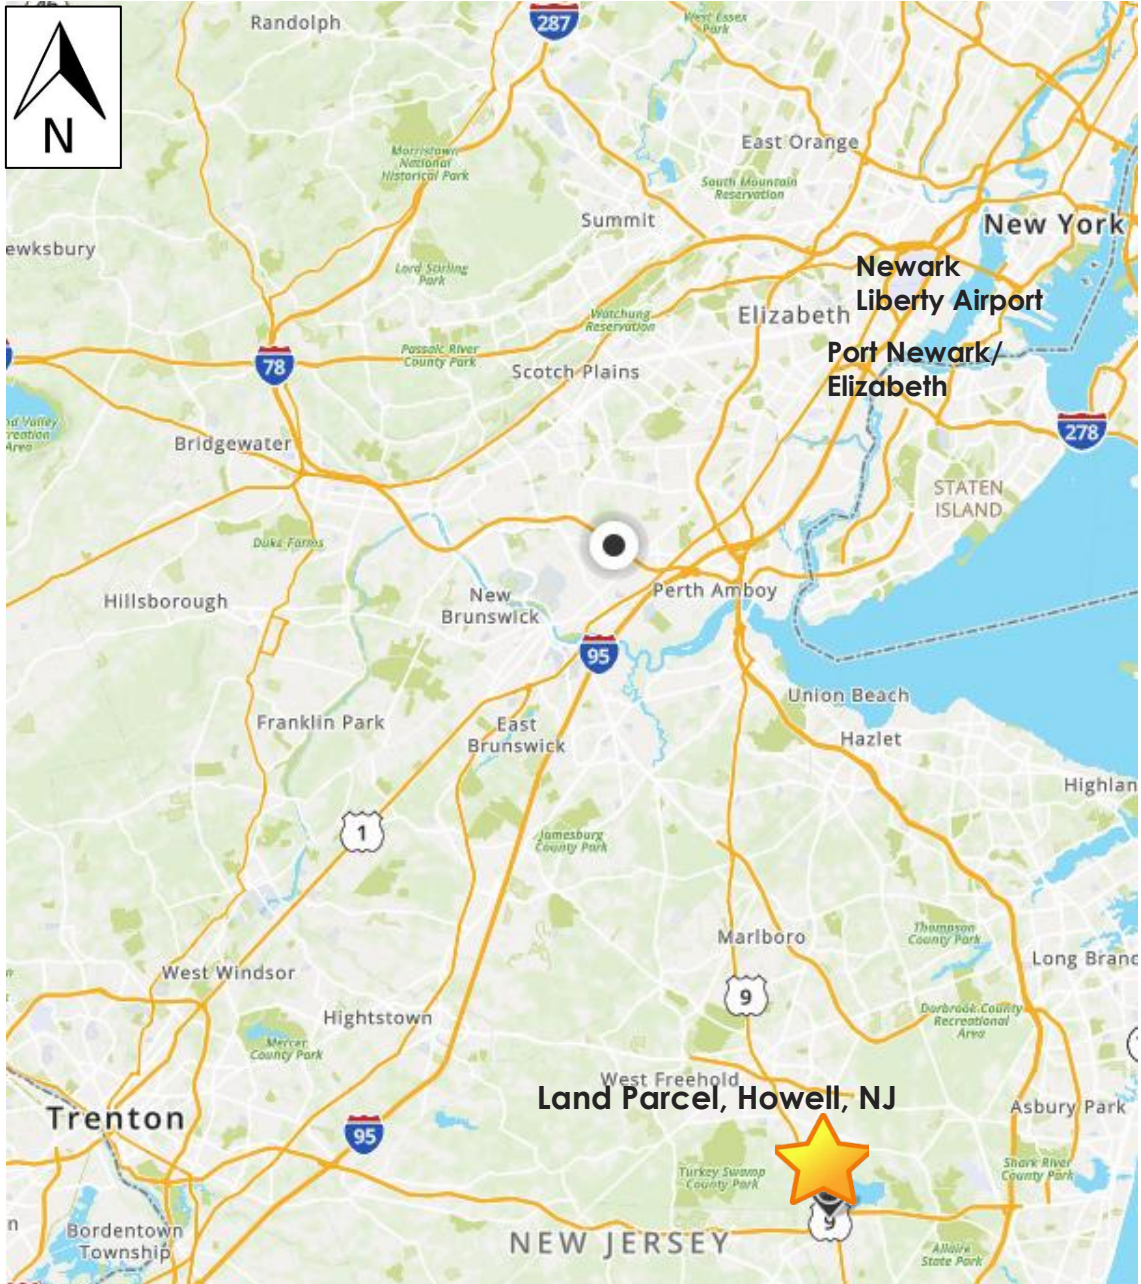 Randolph
287
West Essex
Park
N
East Orange
Morristown
National
Historical Park
South Mountain
Reservation
Summit
New York
ewksbury
Newark
Liberty Airport
Lord Stirling
Park
Watchung
Reservation
Elizabeth
Port Newark/
Elizabeth
Passaic River
County Park
78
Scotch Plains
278
Bridgewater
STATEN
ISLAND
Duke Farms
Hillsborough
New
Brunswick
Perth Amboy
95
Union Beach
Franklin Park
East
Brunswick
Hazlet
Highlan
1
Jamesburg
County Park
Marlboro
Thompson
County Park
Long Branc
West Windsor
9
Hightstown
Dorbrook County
Recreational
Area
Mercer
County Park
West Freehold
Land Parcel, Howell, NJ
Asbury Park
Trenton
95
Turkey Swamp
County Park
Shark River
County Park
9
Bordentown
Township
NEW JERSEY
Allaire
State Park